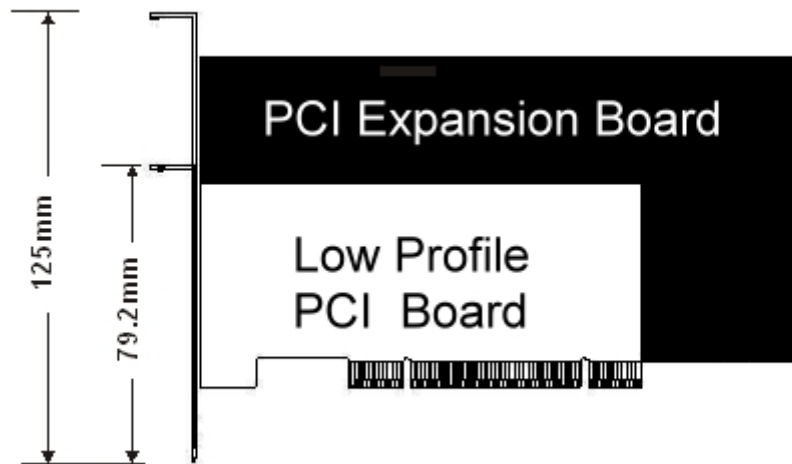 PCI Expansion Board
Low Profile
PCI Board
125mm
79.2mm